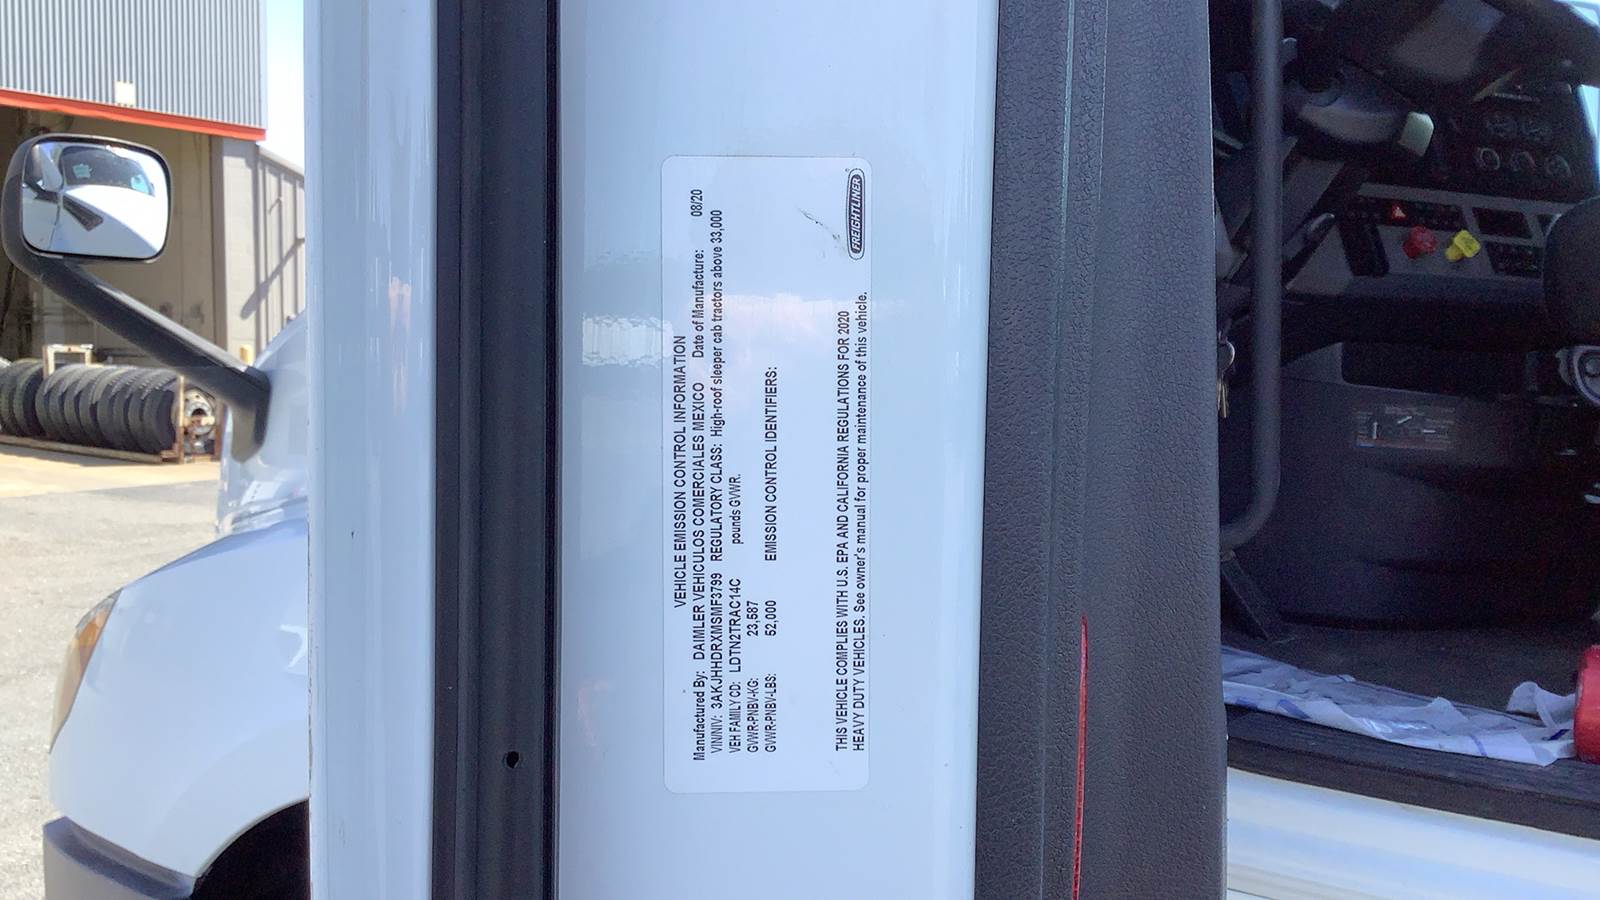 VEHICLE EMISSION CONTROL INFORMATION
Manufactured By: DAIMLER VEHICULOS COMERCIALES MEXICO Date of Manufacture: 08/20
VIN/NIV: 3AKJHHDRXMSMF3799 REGULATORY CLASS: High-roof sleeper cab tractors above 33,000
VEH FAMILY CD: LDTN2TRAC14C pounds GVWR.
GVWR-PNBV-KG: 23,587
GVWR-PNBV-LBS: 52,000 EMISSION CONTROL IDENTIFIERS:
THIS VEHICLE COMPLIES WITH U.S. EPA AND CALIFORNIA REGULATIONS FOR 2020
HEAVY DUTY VEHICLES. See owner's manual for proper maintenance of this vehicle.
FREIGHTLINER